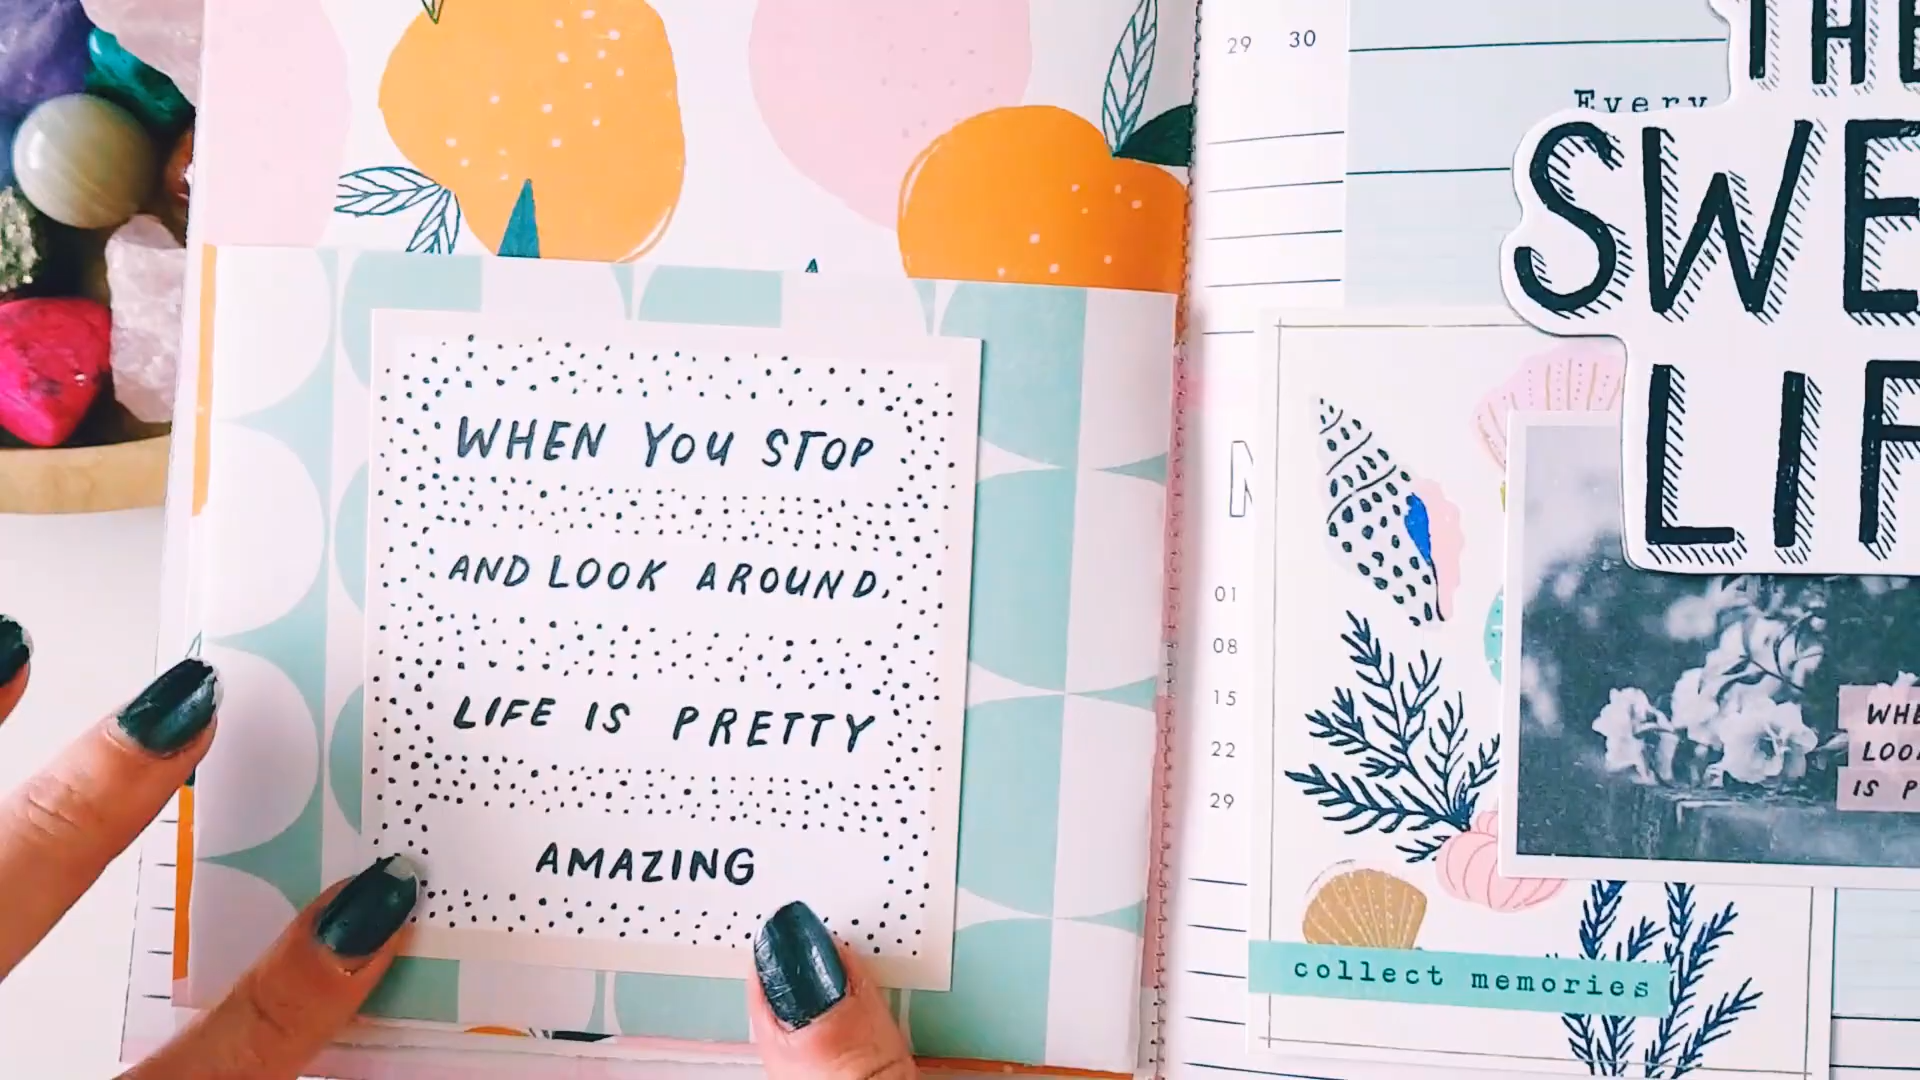 WHEN YOU STOP
AND LOOK AROUND,
LIFE IS PRETTY
AMAZING
29 30
Every
THE
SWE
LIF
01
08
15
22
29
WHE
LOO
IS P
collect memories